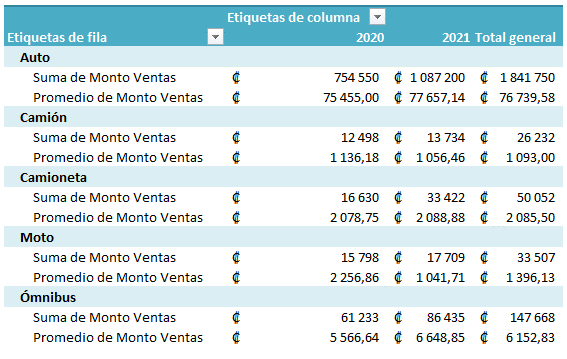 Etiquetas de columna
Etiquetas de fila 2020 2021 Total general
Auto
Suma de Monto Ventas ₡ 754 550 ₡ 1 087 200 ₡ 1 841 750
Promedio de Monto Ventas ₡ 75 455,00 ₡ 77 657,14 ₡ 76 739,58
Camión
Suma de Monto Ventas ₡ 12 498 ₡ 13 734 ₡ 26 232
Promedio de Monto Ventas ₡ 1 136,18 ₡ 1 056,46 ₡ 1 093,00
Camioneta
Suma de Monto Ventas ₡ 16 630 ₡ 33 422 ₡ 50 052
Promedio de Monto Ventas ₡ 2 078,75 ₡ 2 088,88 ₡ 2 085,50
Moto
Suma de Monto Ventas ₡ 15 798 ₡ 17 709 ₡ 33 507
Promedio de Monto Ventas ₡ 2 256,86 ₡ 1 041,71 ₡ 1 396,13
Ómnibus
Suma de Monto Ventas ₡ 61 233 ₡ 86 435 ₡ 147 668
Promedio de Monto Ventas ₡ 5 566,64 ₡ 6 648,85 ₡ 6 152,83